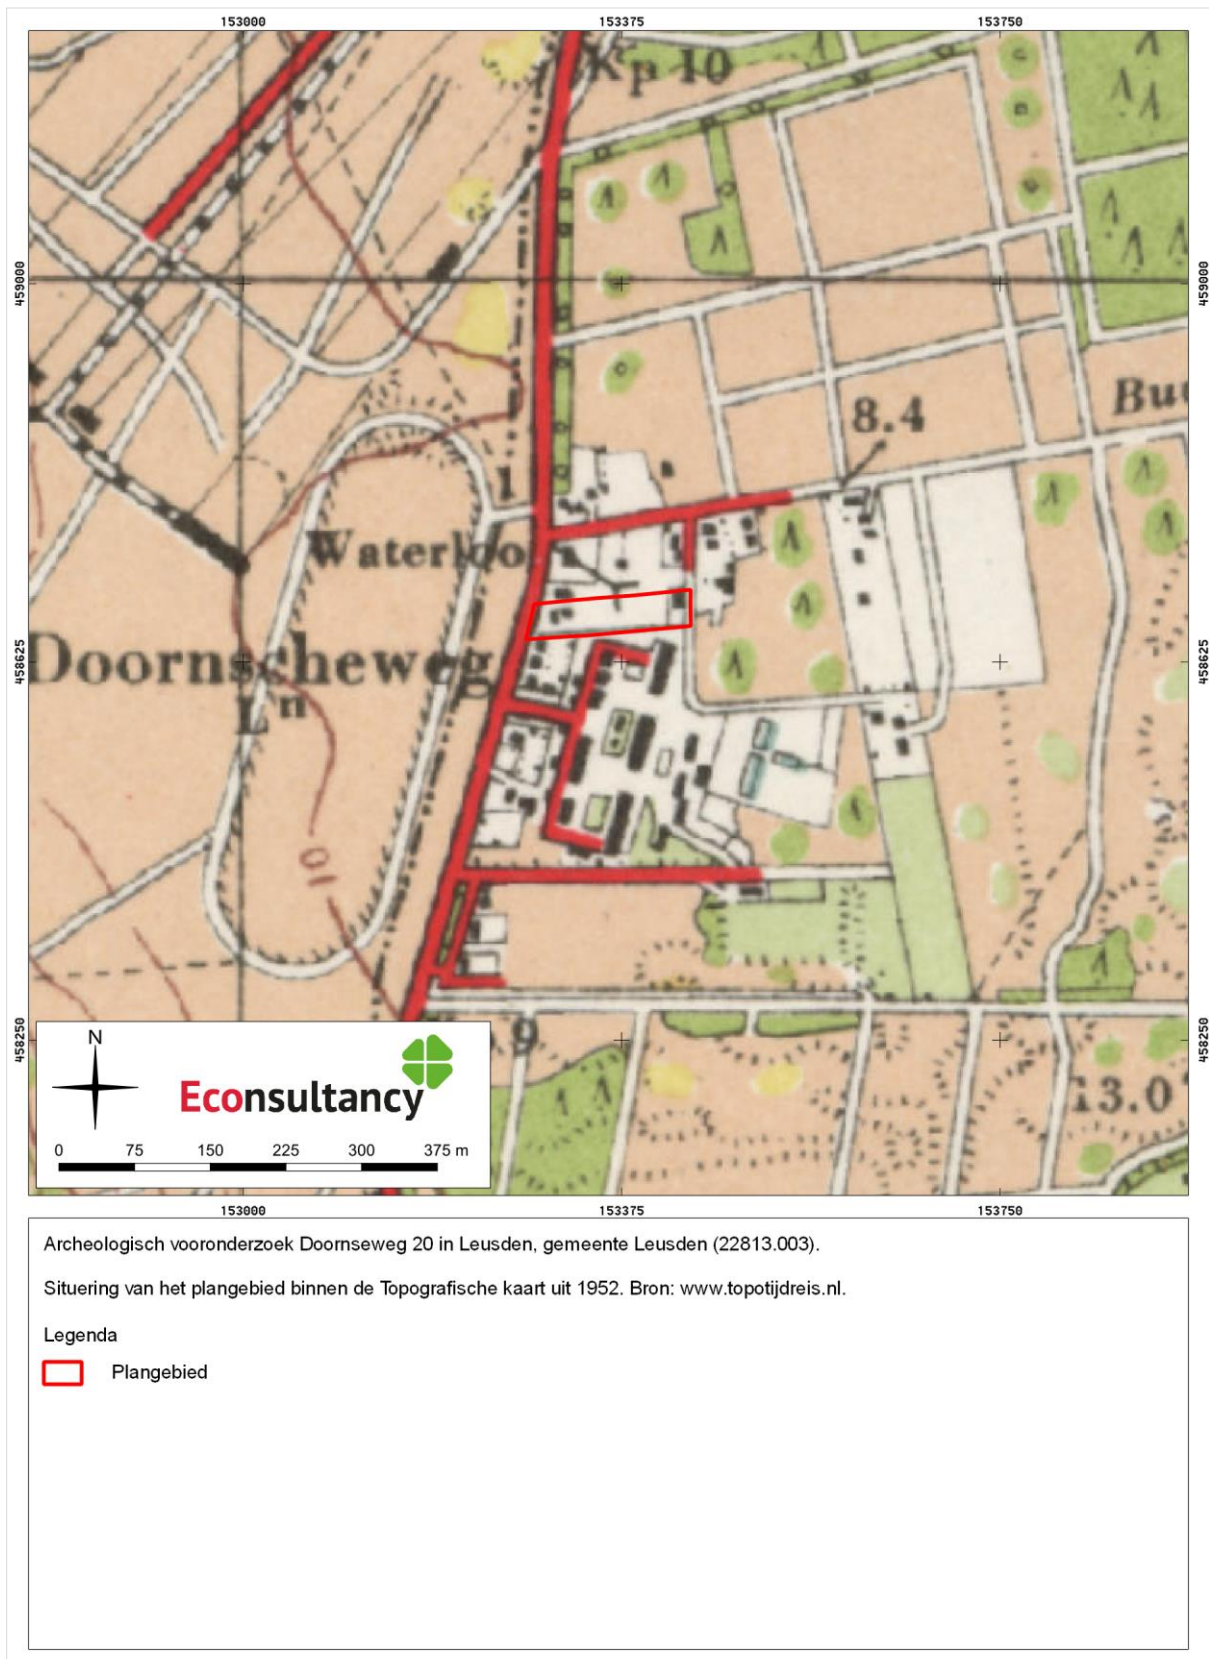 153000 153375 153750
Kp 10
459000 459000
8.4
1
Waterloo
Doornscheweg
Ln
458625 458625
10
458250 458250
9
13.0
N
Econsultancy
0 75 150 225 300 375 m
153000 153375 153750
Archeologisch vooronderzoek Doornseweg 20 in Leusden, gemeente Leusden (22813.003).
Situering van het plangebied binnen de Topografische kaart uit 1952. Bron: www.topotijdreis.nl.
Legenda
Plangebied